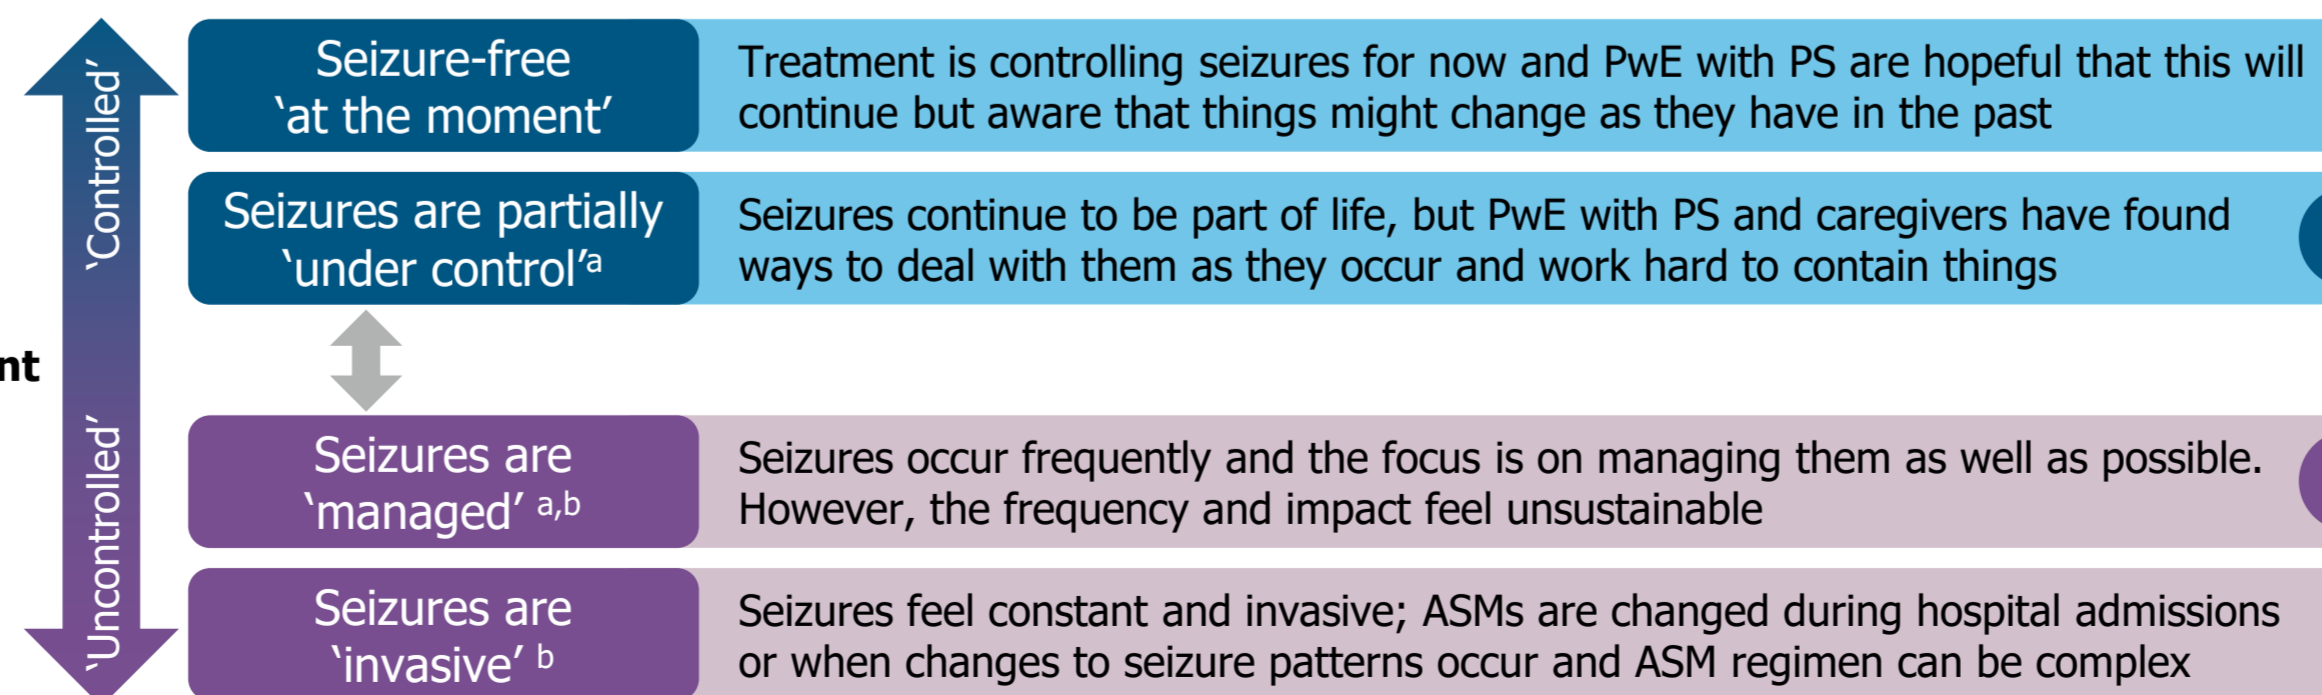 'Controlled'
Seizure-free
'at the moment'
Treatment is controlling seizures for now and PwE with PS are hopeful that this will
continue but aware that things might change as they have in the past
Seizures are partially
'under control'a
Seizures continue to be part of life, but PwE with PS and caregivers have found
ways to deal with them as they occur and work hard to contain things
nt
'Uncontrolled'
Seizures are
'managed' a,b
Seizures occur frequently and the focus is on managing them as well as possible.
However, the frequency and impact feel unsustainable
Seizures are
'invasive' b
Seizures feel constant and invasive; ASMs are changed during hospital admissions
or when changes to seizure patterns occur and ASM regimen can be complex